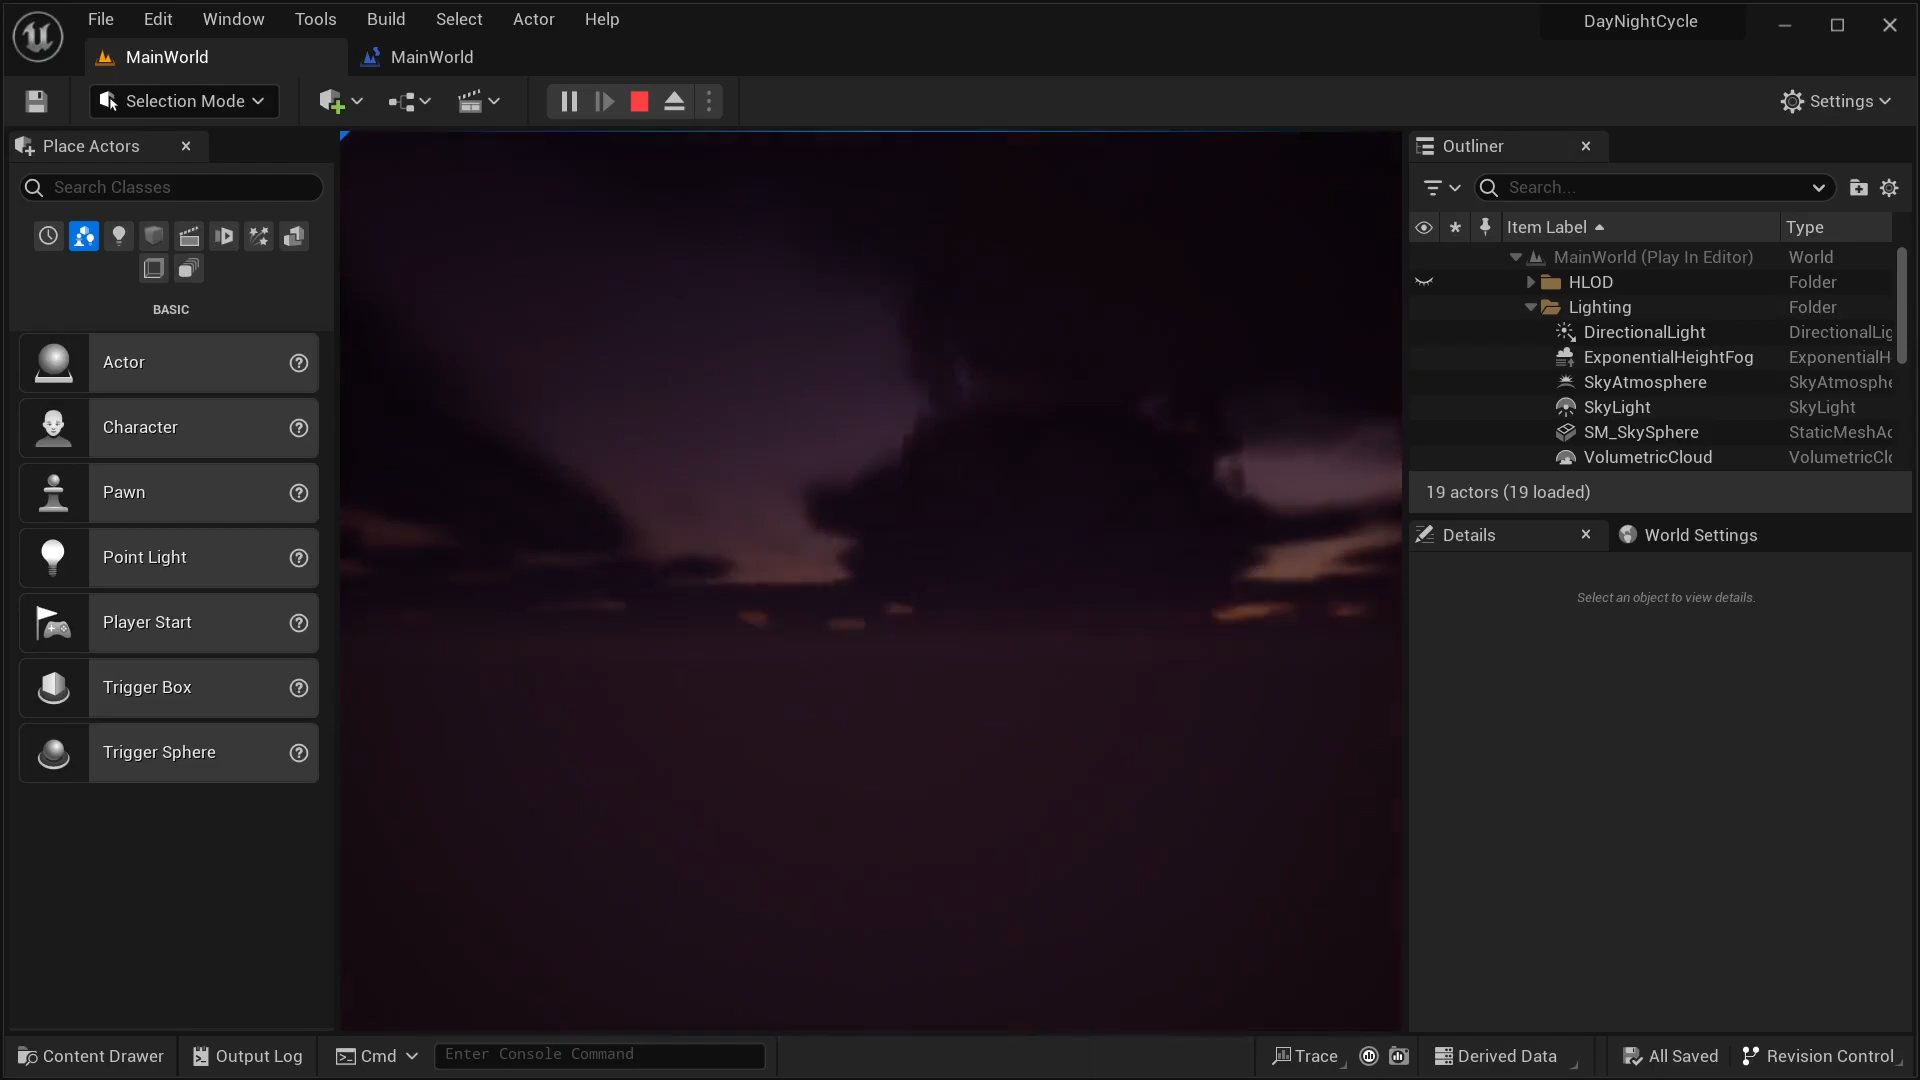 File Edit Window Tools Build Select Actor Help
DayNightCycle
MainWorld
MainWorld
Selection Mode
Settings
Place Actors
Search Classes
BASIC
Actor
Character
Pawn
Point Light
Player Start
Trigger Box
Trigger Sphere
Outliner
Search...
Item Label Type
MainWorld (Play In Editor) World
HLOD Folder
Lighting Folder
DirectionalLight DirectionalLig
ExponentialHeightFog ExponentialH
SkyAtmosphere SkyAtmosphe
SkyLight SkyLight
SM_SkySphere StaticMeshAc
VolumetricCloud VolumetricClo
19 actors (19 loaded)
Details World Settings
Select an object to view details.
Content Drawer Output Log Cmd Enter Console Command Trace Derived Data All Saved Revision Control